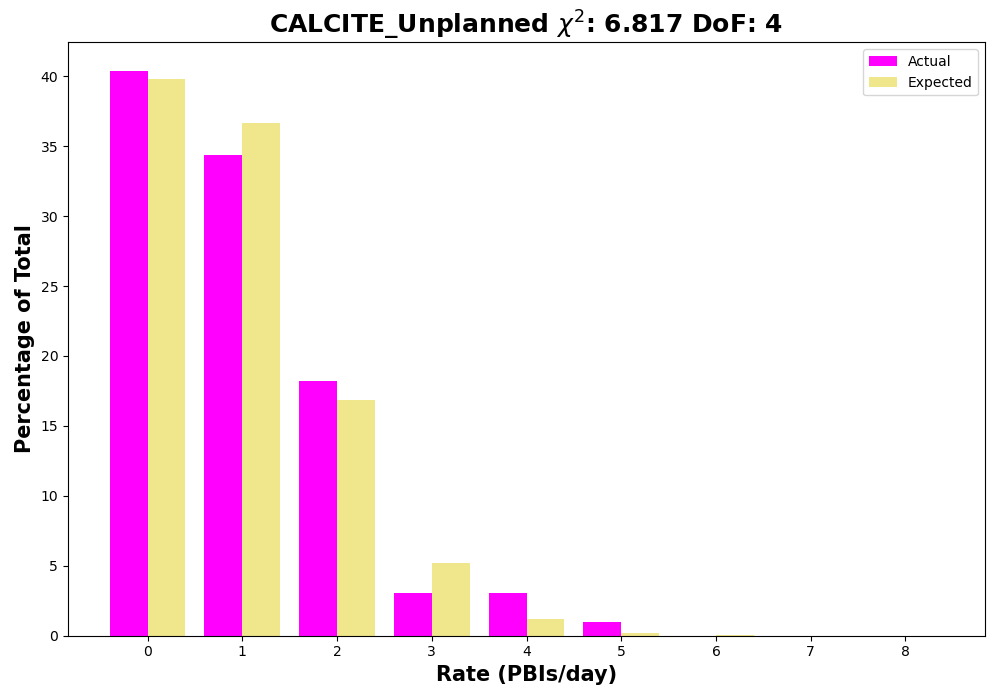 CALCITE_Unplanned χ²: 6.817 DoF: 4
Actual
Expected
Percentage of Total
40
35
30
25
20
15
10
5
0
0 1 2 3 4 5 6 7 8
Rate (PBIs/day)